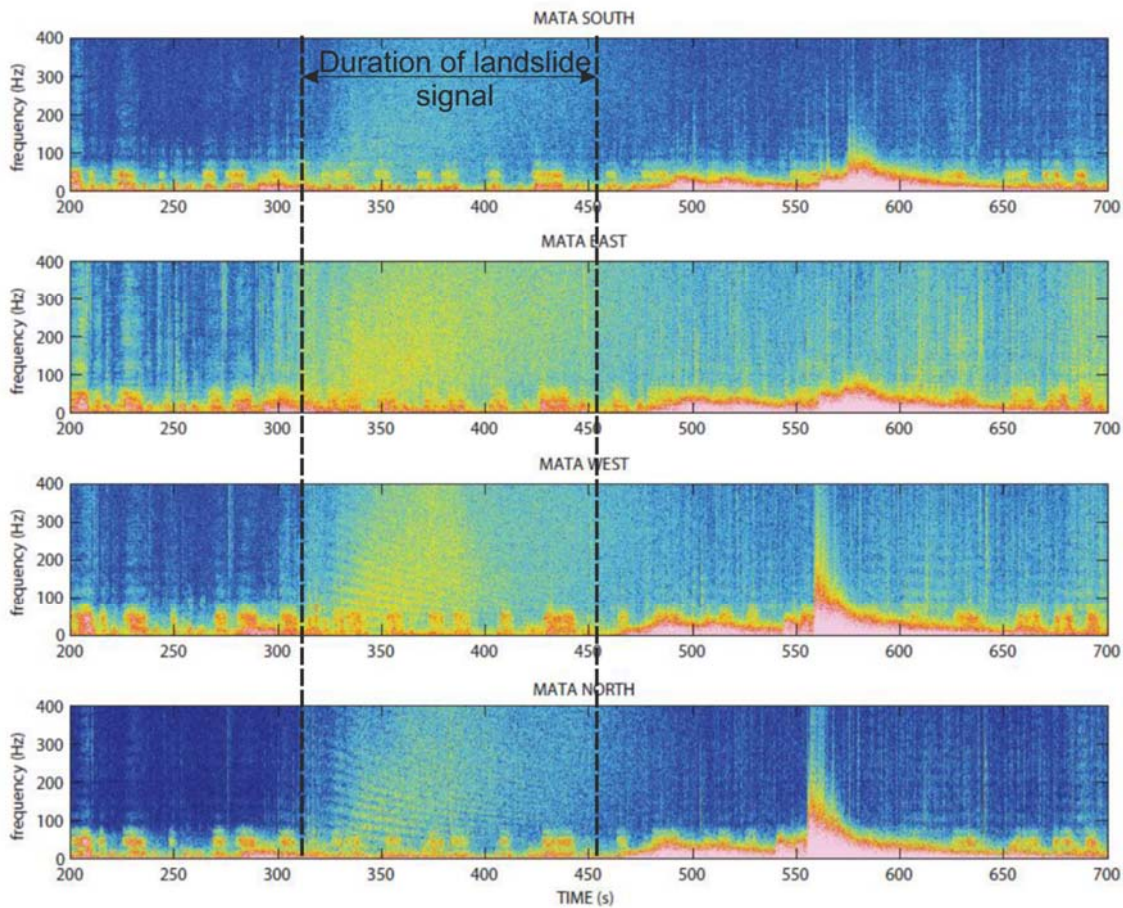 MATA SOUTH
400
300
200
100
0
frequency (Hz)
Duration of landslide
signal
200 250 300 350 400 450 500 550 600 650 700
MATA EAST
400
300
200
100
0
frequency (Hz)
200 250 300 350 400 450 500 550 600 650 700
MATA WEST
400
300
200
100
0
frequency (Hz)
200 250 300 350 400 450 500 550 600 650 700
MATA NORTH
400
300
200
100
0
frequency (Hz)
200 250 300 350 400 450 500 550 600 650 700
TIME (s)